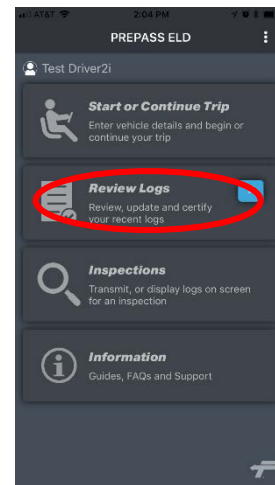 AT&T 2:04 PM
PREPASS ELD
Test Driver2i
Start or Continue Trip
Enter vehicle details and begin or
continue your trip
Review Logs
Review, update and certify
your recent logs
Inspections
Transmit, or display logs on screen
for an inspection
Information
Guides, FAQs and Support